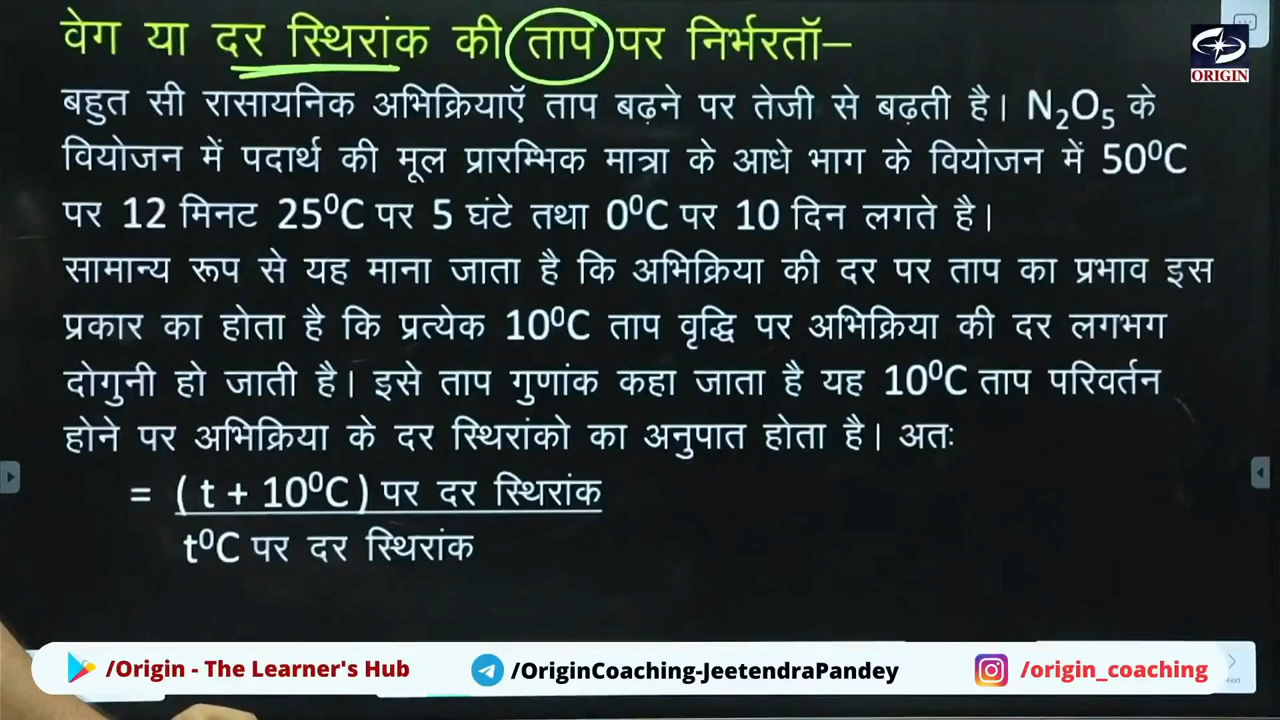 वेग या दर स्थिरांक की ताप पर निर्भरतॉ–
ORIGIN
बहुत सी रासायनिक अभिक्रियाऍ ताप बढ़ने पर तेजी से बढ़ती है। N₂O₅ के
वियोजन में पदार्थ की मूल प्रारम्भिक मात्रा के आधे भाग के वियोजन में 50⁰C
पर 12 मिनट 25⁰C पर 5 घंटे तथा 0⁰C पर 10 दिन लगते है।
सामान्य रूप से यह माना जाता है कि अभिक्रिया की दर पर ताप का प्रभाव इस
प्रकार का होता है कि प्रत्येक 10⁰C ताप वृद्धि पर अभिक्रिया की दर लगभग
दोगुनी हो जाती है। इसे ताप गुणांक कहा जाता है यह 10⁰C ताप परिवर्तन
होने पर अभिक्रिया के दर स्थिरांको का अनुपात होता है। अतः
= ( t + 10⁰C ) पर दर स्थिरांक
t⁰C पर दर स्थिरांक
/Origin - The Learner's Hub
/OriginCoaching-JeetendraPandey
/origin_coaching